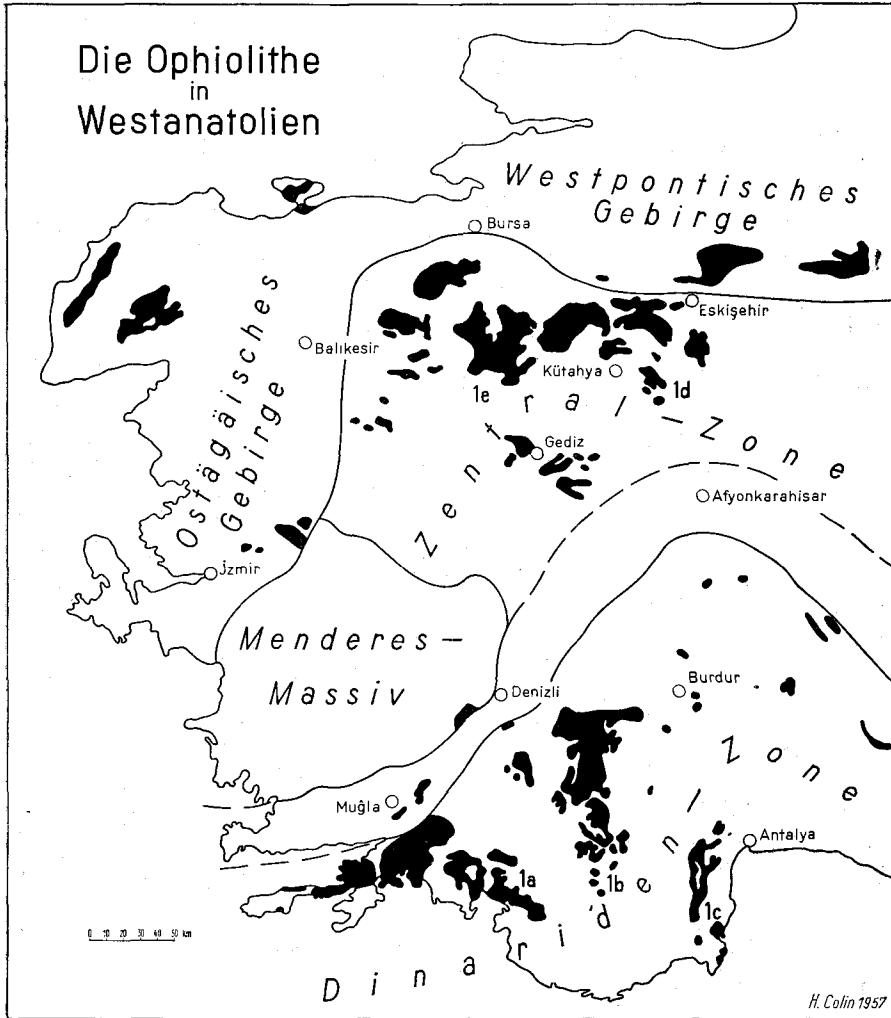 Die Ophiolithe
in
Westanatolien
Westpontisches
Gebirge
Bursa
Eskişehir
Ostägäisches
Gebirge
Balıkesir
Kütahya
1e
1d
Zentral-Zone
Gediz
Afyonkarahisar
İzmir
Menderes-
Massiv
Denizli
Burdur
Muğla
Antalya
1a
1b
1c
Dinariden/Zone
0 10 20 30 40 50 km
H. Colin 1957